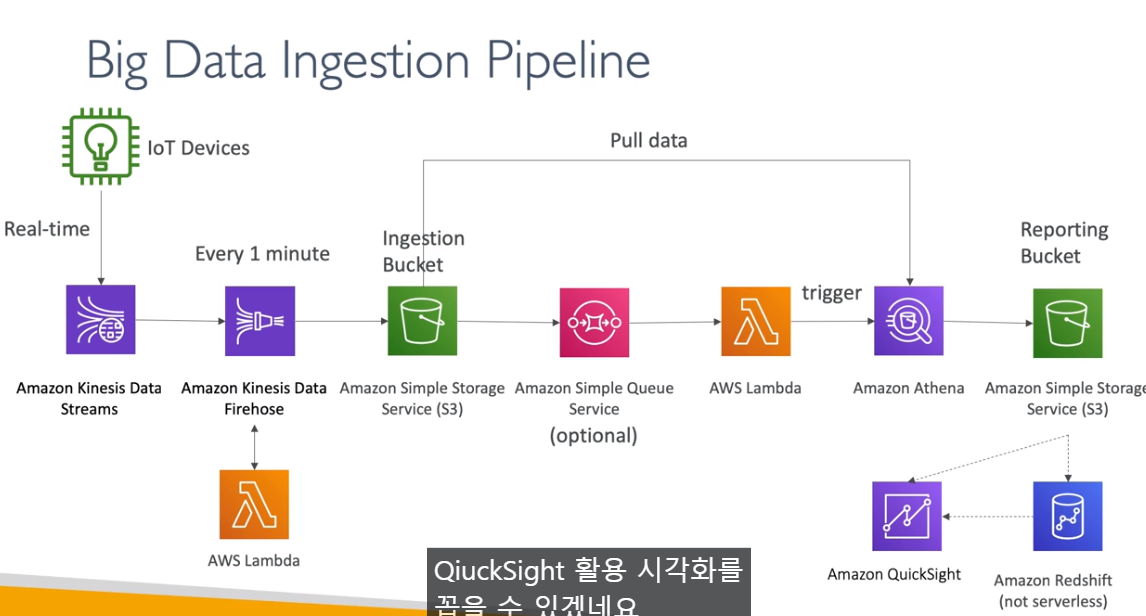 Big Data Ingestion Pipeline
IoT Devices
Pull data
Real-time
Every 1 minute
Ingestion
Bucket
trigger
Reporting
Bucket
Amazon Kinesis Data
Streams
Amazon Kinesis Data
Firehose
Amazon Simple Storage
Service (S3)
Amazon Simple Queue
Service
(optional)
AWS Lambda
Amazon Athena
Amazon Simple Storage
Service (S3)
AWS Lambda
Amazon QuickSight
Amazon Redshift
(not serverless)
QiuckSight 활용 시각화를
꼽을 수 있겠네요